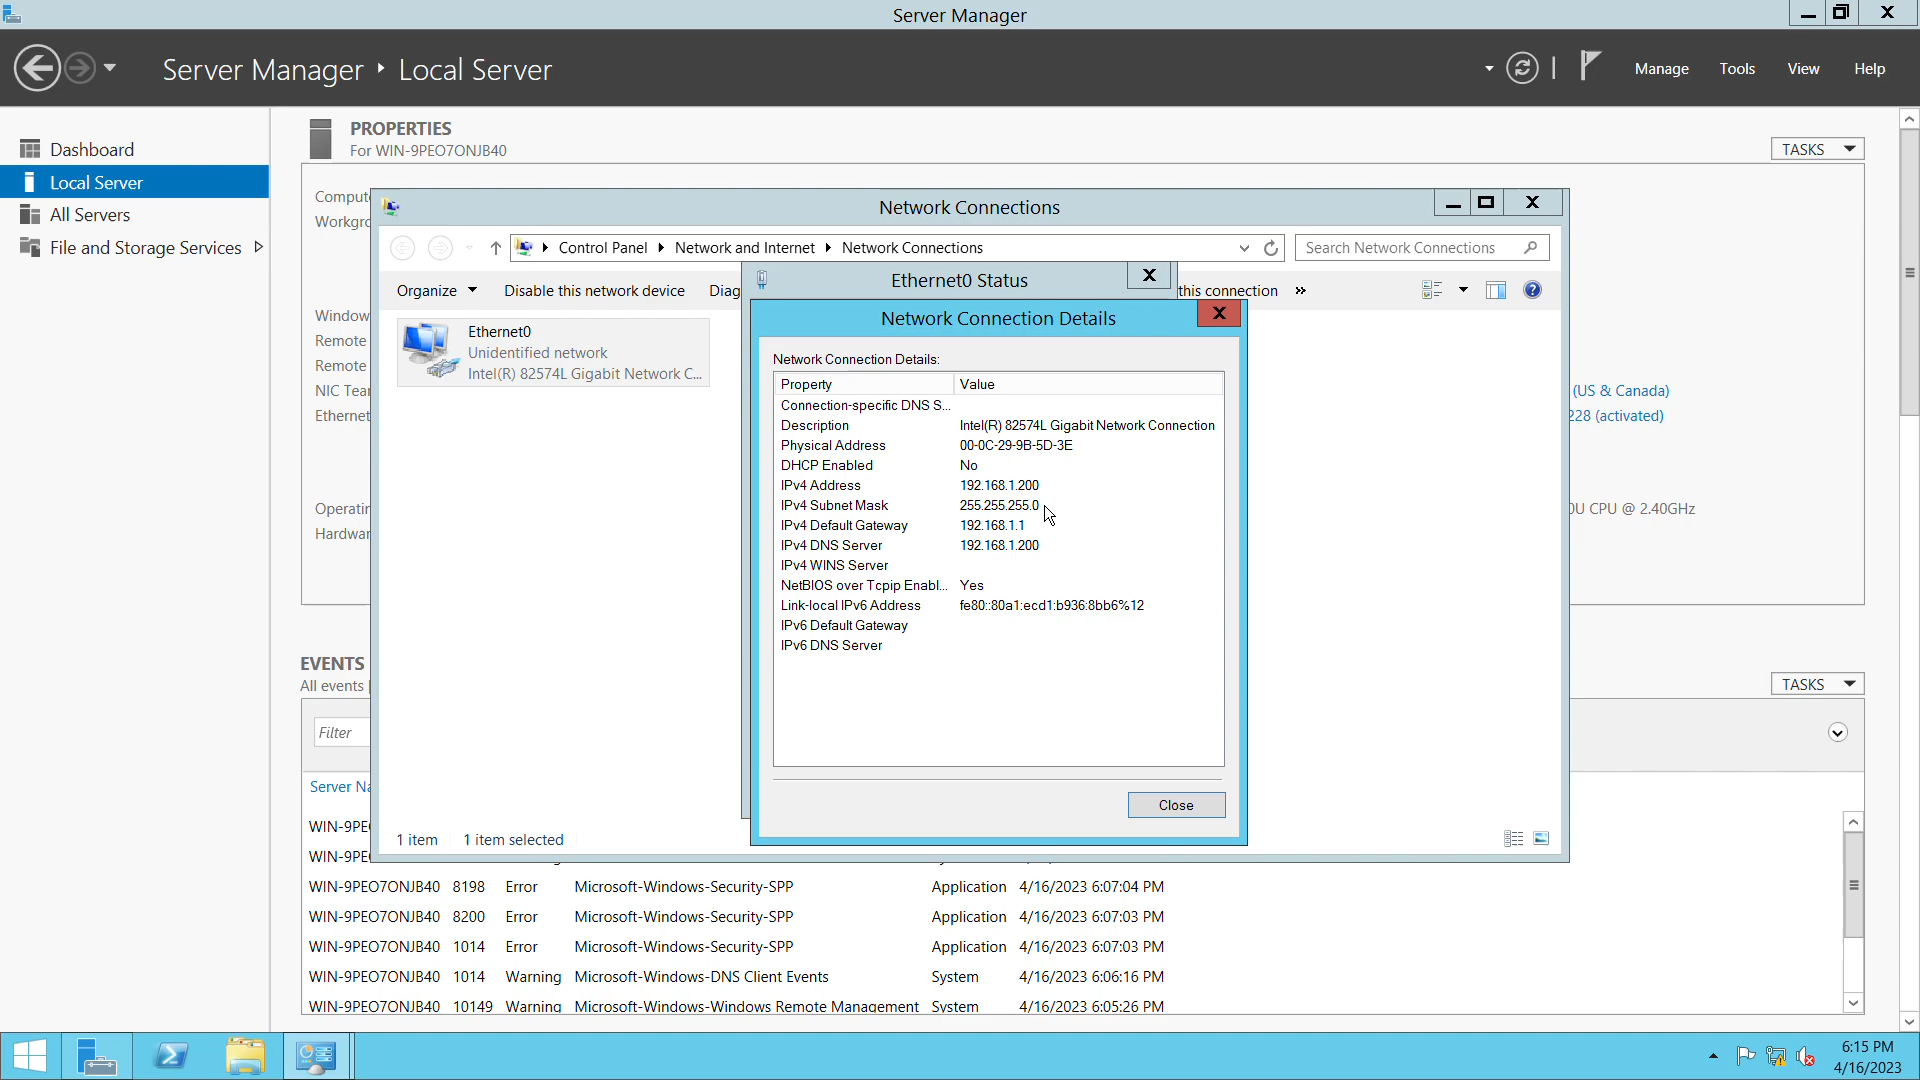 Server Manager
Server Manager ‣ Local Server
Manage
Tools
View
Help
Dashboard
Local Server
All Servers
File and Storage Services
PROPERTIES
For WIN-9PEO7ONJB40
TASKS
Network Connections
Control Panel
Network and Internet
Network Connections
Search Network Connections
Organize
Disable this network device
Ethernet0 Status
this connection
»
Ethernet0
Unidentified network
Intel(R) 82574L Gigabit Network C...
Network Connection Details
Network Connection Details:
Property Value
Connection-specific DNS S...
Description Intel(R) 82574L Gigabit Network Connection
Physical Address 00-0C-29-9B-5D-3E
DHCP Enabled No
IPv4 Address 192.168.1.200
IPv4 Subnet Mask 255.255.255.0
IPv4 Default Gateway 192.168.1.1
IPv4 DNS Server 192.168.1.200
IPv4 WINS Server
NetBIOS over Tcpip Enabl... Yes
Link-local IPv6 Address fe80::80a1:ecd1:b936:8bb6%12
IPv6 Default Gateway
IPv6 DNS Server
Close
1 item 1 item selected
Remote
Remote
Ethernet
(US & Canada)
228 (activated)
CPU @ 2.40GHz
EVENTS
All events
TASKS
Filter
Server
WIN-9PEO7ONJB40 8198 Error Microsoft-Windows-Security-SPP Application 4/16/2023 6:07:04 PM
WIN-9PEO7ONJB40 8200 Error Microsoft-Windows-Security-SPP Application 4/16/2023 6:07:03 PM
WIN-9PEO7ONJB40 1014 Error Microsoft-Windows-Security-SPP Application 4/16/2023 6:07:03 PM
WIN-9PEO7ONJB40 1014 Warning Microsoft-Windows-DNS Client Events System 4/16/2023 6:06:16 PM
WIN-9PEO7ONJB40 10149 Warning Microsoft-Windows-Windows Remote Management System 4/16/2023 6:05:26 PM
6:15 PM
4/16/2023